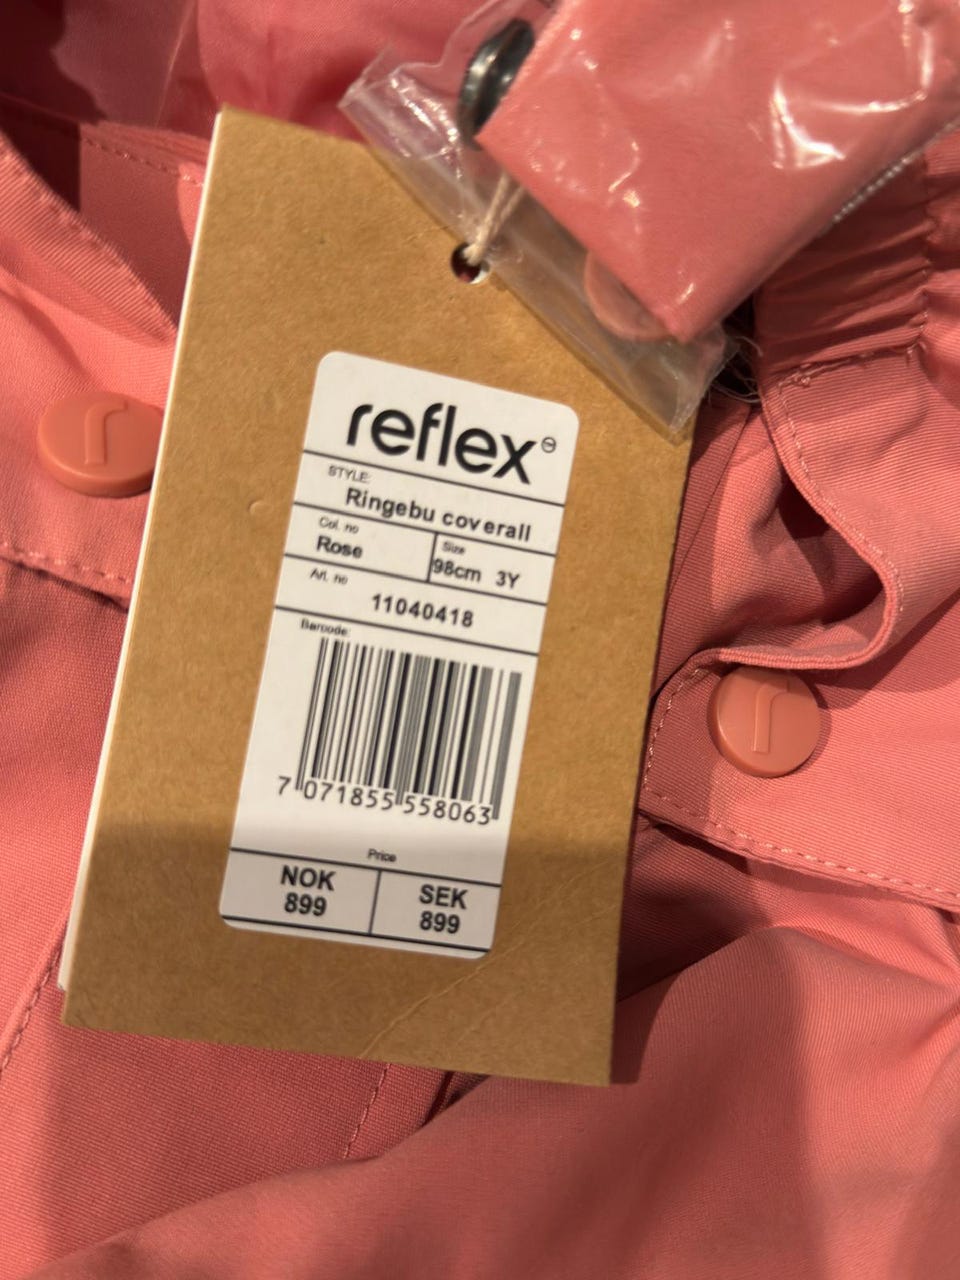 reflex
STYLE:
Ringebu coverall
Col. no
Rose
Size
98cm 3Y
Art. no
11040418
Barcode:
7 071855 558063
Price
NOK
899
SEK
899